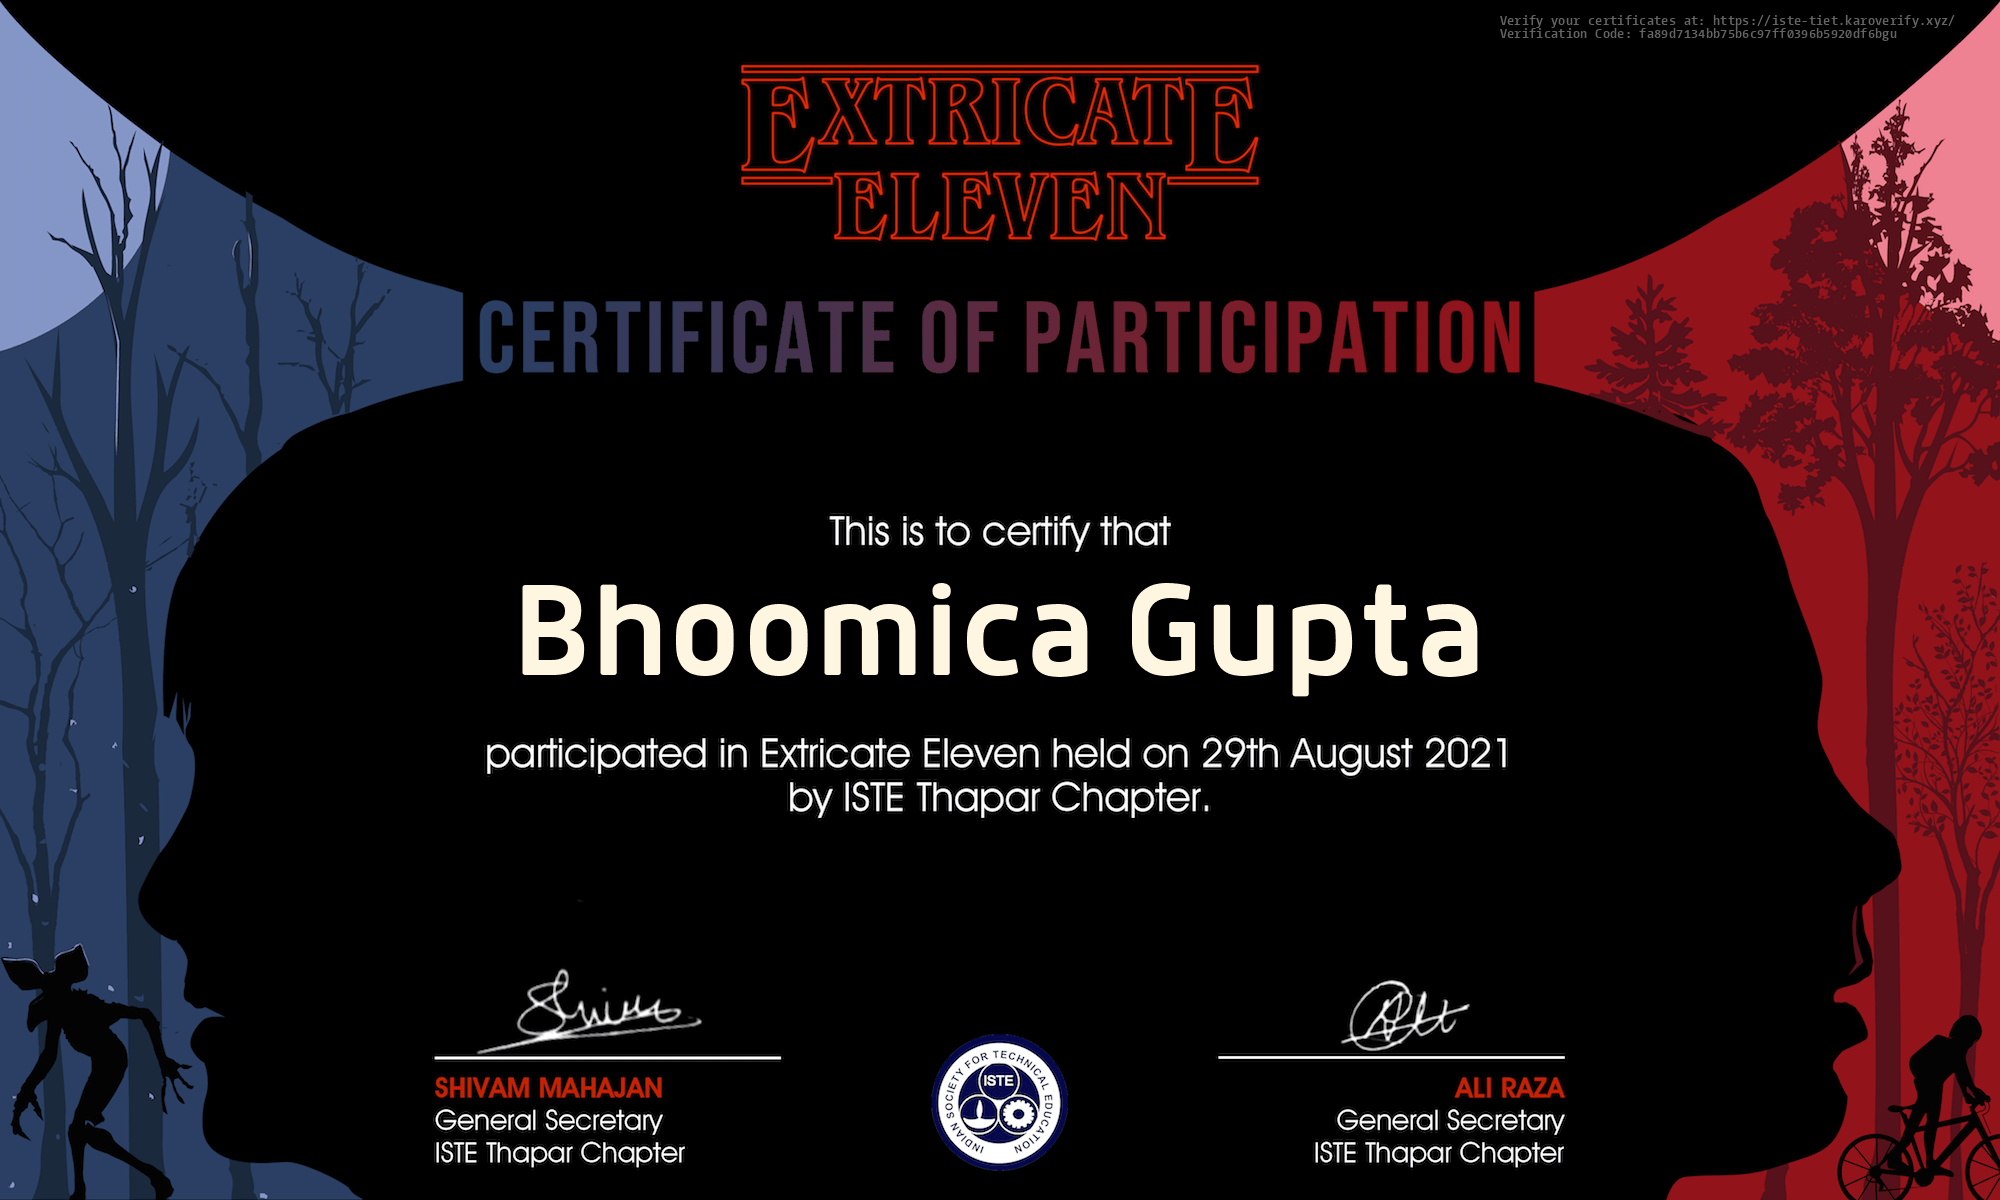 Verify your certificates at: https://iste-tiet.karoverify.xyz/
Verification Code: fa89d7134bb75b6c97ff0396b5920df6bgu
EXTRICATE
ELEVEN
CERTIFICATE OF PARTICIPATION
This is to certify that
Bhoomica Gupta
participated in Extricate Eleven held on 29th August 2021
by ISTE Thapar Chapter.
SHIVAM MAHAJAN
General Secretary
ISTE Thapar Chapter
INDIAN SOCIETY FOR TECHNICAL EDUCATION
ISTE
ALI RAZA
General Secretary
ISTE Thapar Chapter